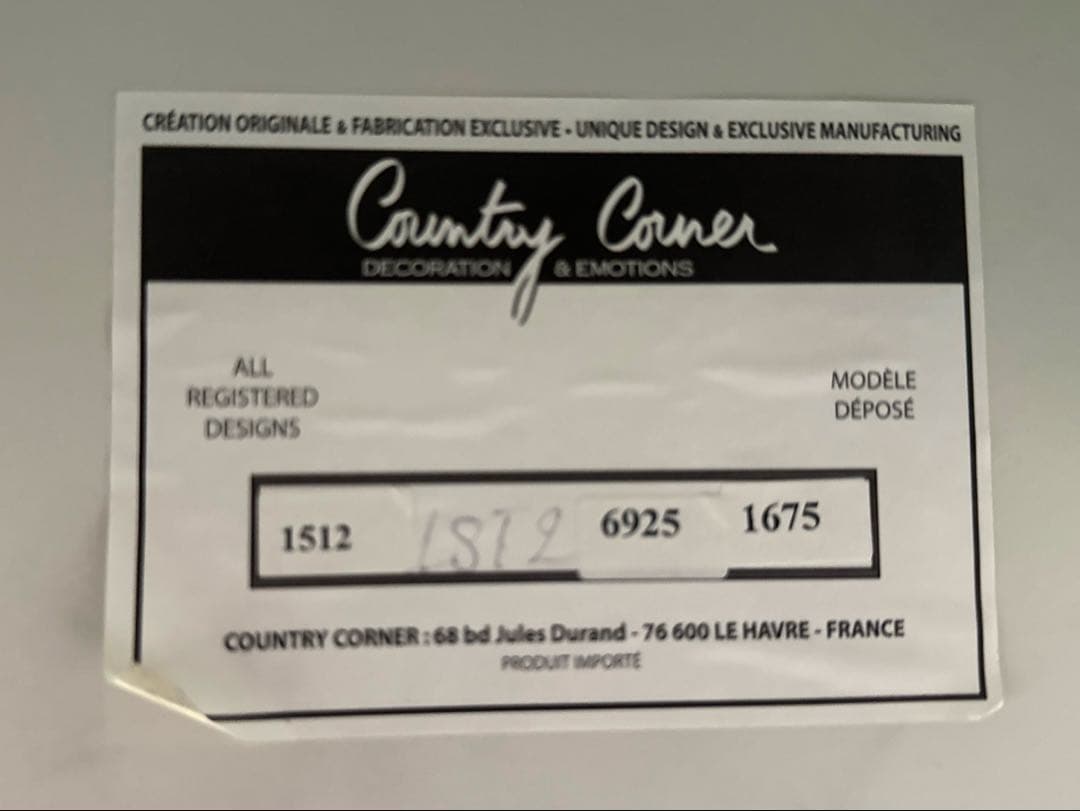 CRÉATION ORIGINALE & FABRICATION EXCLUSIVE - UNIQUE DESIGN & EXCLUSIVE MANUFACTURING
Country Corner
DECORATION & EMOTIONS
ALL
REGISTERED
DESIGNS
MODÈLE
DÉPOSÉ
1512 1512 6925 1675
COUNTRY CORNER : 68 bd Jules Durand - 76 600 LE HAVRE - FRANCE
PRODUIT IMPORTÉ